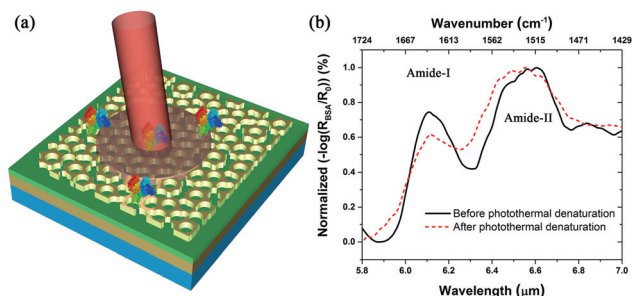 (a)
(b)
Wavenumber (cm⁻¹)
1724 1667 1613 1562 1515 1471 1429
Normalized (-log(R_BSA/R_0)) (%)
1.0
0.8
0.6
0.4
0.2
0.0
Amide-I
Amide-II
Before photothermal denaturation
After photothermal denaturation
5.8 6.0 6.2 6.4 6.6 6.8 7.0
Wavelength (μm)